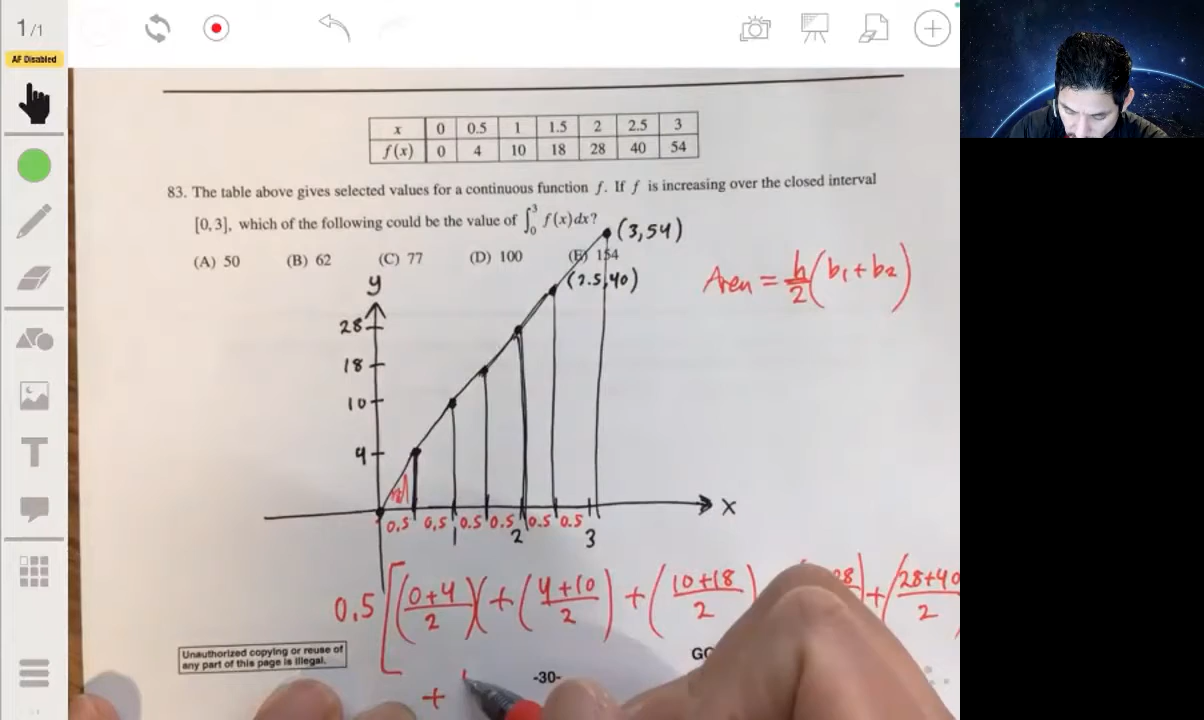 1/1
AF Disabled
x 0 0.5 1 1.5 2 2.5 3
f(x) 0 4 10 18 28 40 54
83. The table above gives selected values for a continuous function f. If f is increasing over the closed interval
[0, 3], which of the following could be the value of ∫₀³ f(x)dx?
(A) 50 (B) 62 (C) 77 (D) 100 (E) 154
(3,54)
(2.5,40)
Area = h/2 (b1+b2)
y
28
18
10
4
x
0.5 0.5 0.5 0.5 0.5 0.5
1 2 3
0.5 [(0+4/2) + (4+10/2) + (10+18/2) + (28+40/2
+
Unauthorized copying or reuse of
any part of this page is illegal.
-30-
GO
T